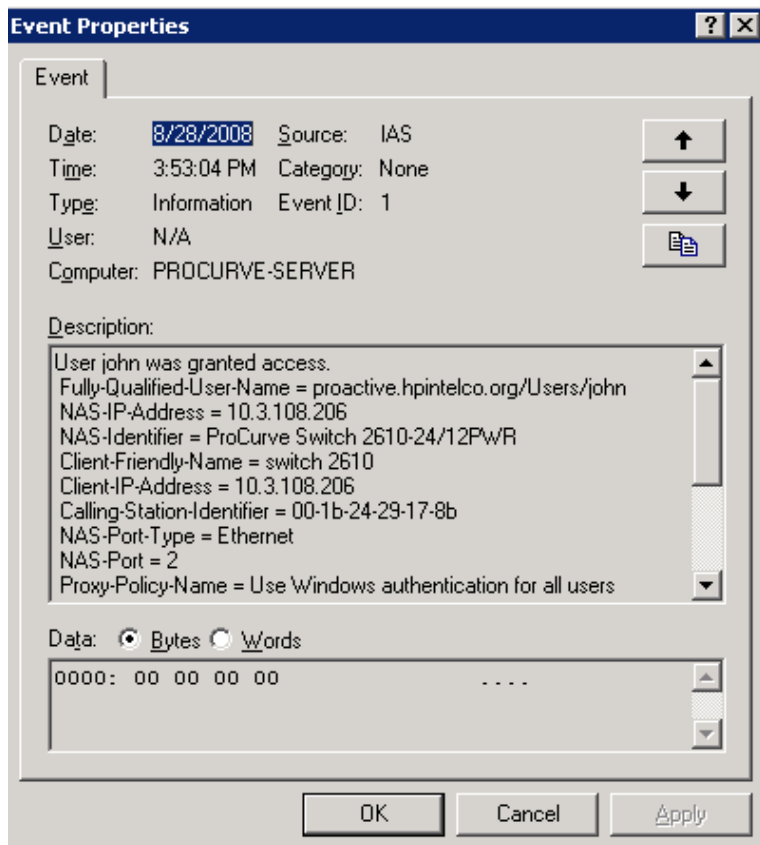 Event Properties
Event
Date: 8/28/2008 Source: IAS
Time: 3:53:04 PM Category: None
Type: Information Event ID: 1
User: N/A
Computer: PROCURVE-SERVER
Description:
User john was granted access.
Fully-Qualified-User-Name = proactive.hpintelco.org/Users/john
NAS-IP-Address = 10.3.108.206
NAS-Identifier = ProCurve Switch 2610-24/12PWR
Client-Friendly-Name = switch 2610
Client-IP-Address = 10.3.108.206
Calling-Station-Identifier = 00-1b-24-29-17-8b
NAS-Port-Type = Ethernet
NAS-Port = 2
Proxy-Policy-Name = Use Windows authentication for all users
Data: Bytes Words
0000: 00 00 00 00 ....
OK Cancel Apply